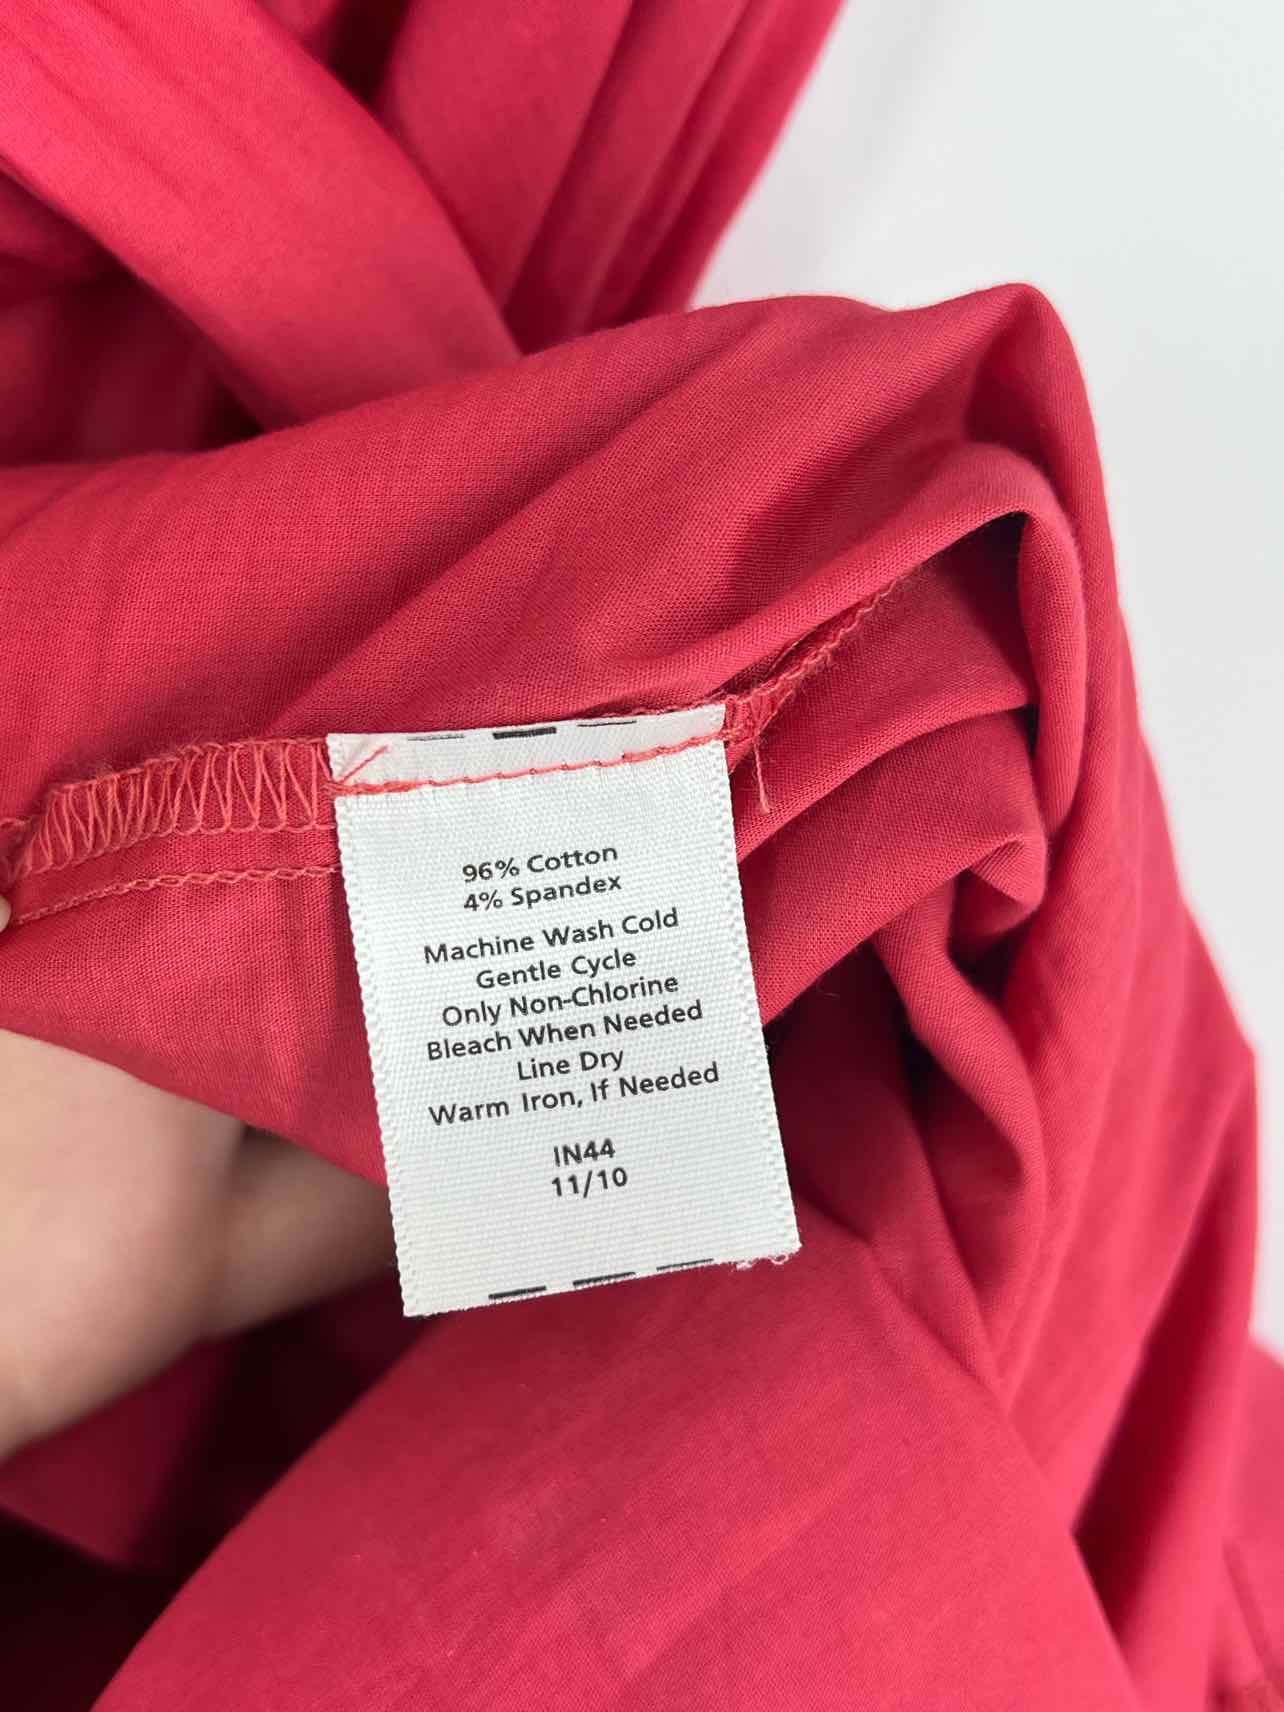 96% Cotton
4% Spandex
Machine Wash Cold
Gentle Cycle
Only Non-Chlorine
Bleach When Needed
Line Dry
Warm Iron, If Needed
IN44
11/10